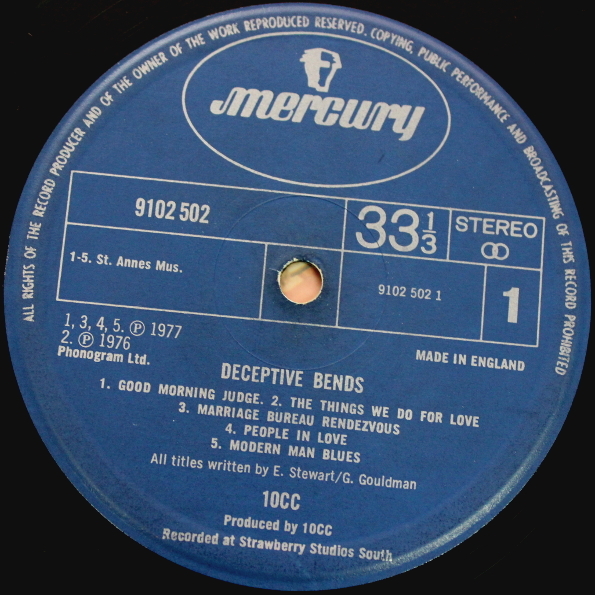 ALL RIGHTS OF THE RECORD PRODUCER AND OF THE OWNER OF THE WORK REPRODUCED RESERVED. COPYING, PUBLIC PERFORMANCE AND BROADCASTING OF THIS RECORD PROHIBITED
mercury
9102 502
33 1/3
STEREO
1-5. St. Annes Mus.
9102 502 1
1
1, 3, 4, 5. Ⓟ 1977
2. Ⓟ 1976
Phonogram Ltd.
MADE IN ENGLAND
DECEPTIVE BENDS
1. GOOD MORNING JUDGE. 2. THE THINGS WE DO FOR LOVE
3. MARRIAGE BUREAU RENDEZVOUS
4. PEOPLE IN LOVE
5. MODERN MAN BLUES
All titles written by E. Stewart/G. Gouldman
10CC
Produced by 10CC
Recorded at Strawberry Studios South